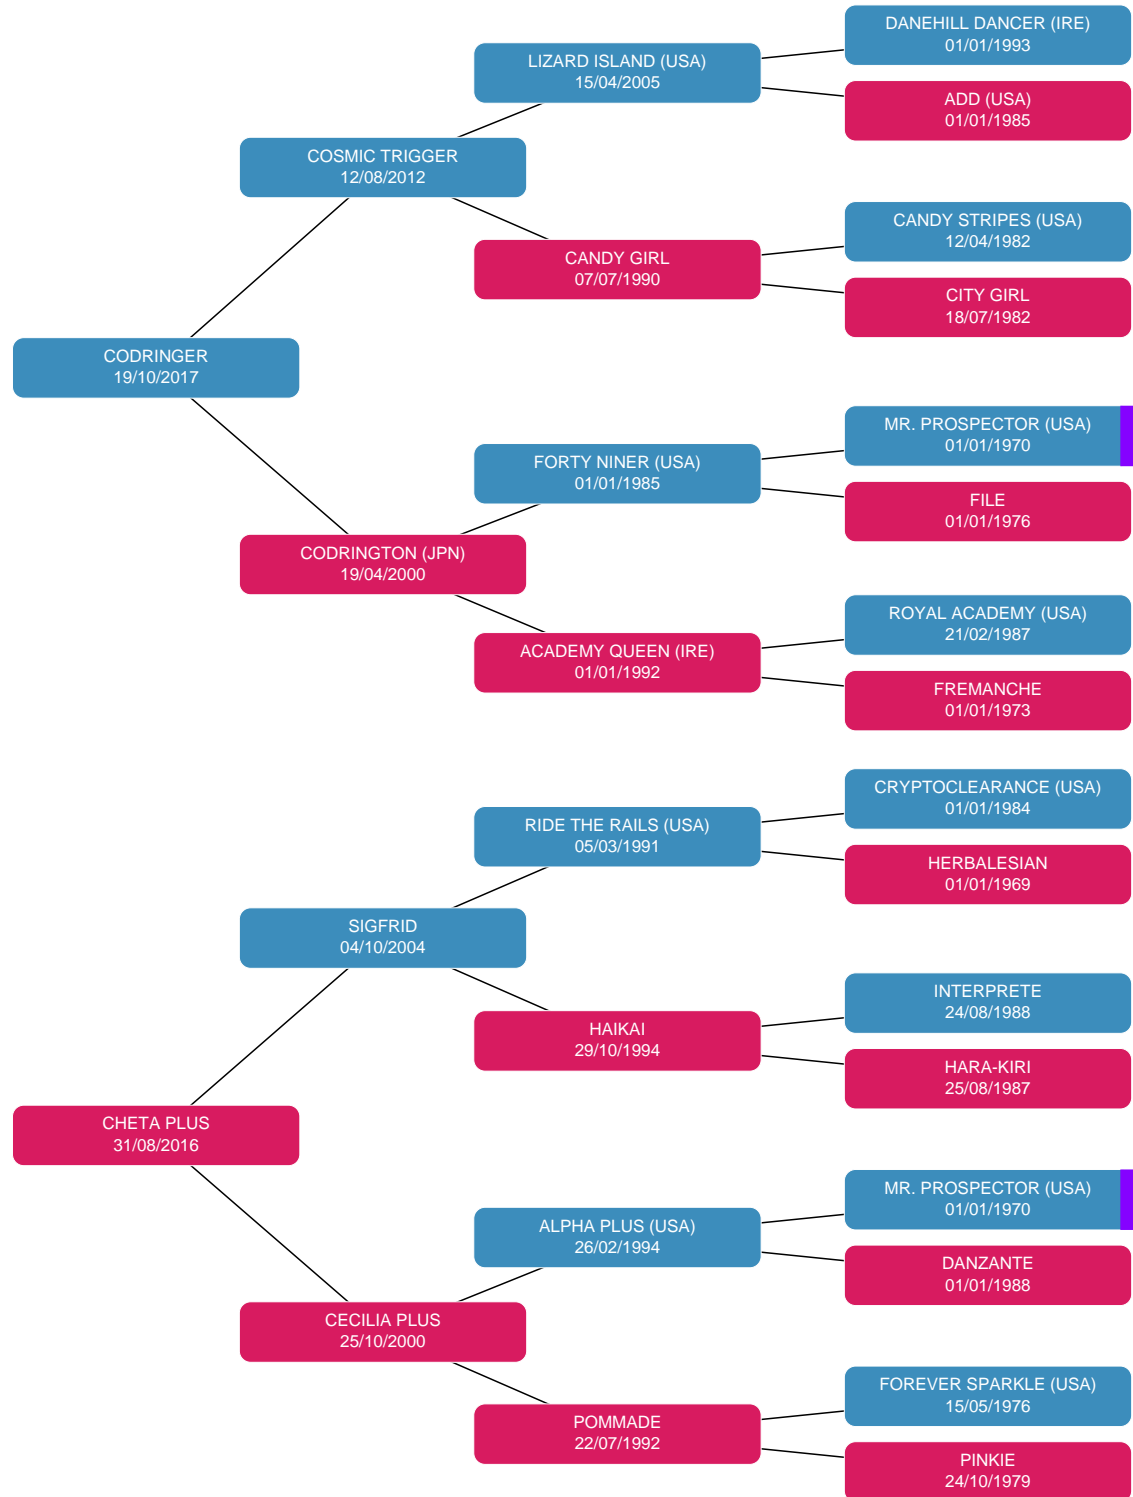 DANEHILL DANCER (IRE)
01/01/1993
LIZARD ISLAND (USA)
15/04/2005
ADD (USA)
01/01/1985
COSMIC TRIGGER
12/08/2012
CANDY STRIPES (USA)
12/04/1982
CANDY GIRL
07/07/1990
CITY GIRL
18/07/1982
CODRINGER
19/10/2017
MR. PROSPECTOR (USA)
01/01/1970
FORTY NINER (USA)
01/01/1985
FILE
01/01/1976
CODRINGTON (JPN)
19/04/2000
ROYAL ACADEMY (USA)
21/02/1987
ACADEMY QUEEN (IRE)
01/01/1992
FREMANCHE
01/01/1973
CRYPTOCLEARANCE (USA)
01/01/1984
RIDE THE RAILS (USA)
05/03/1991
HERBALESIAN
01/01/1969
SIGFRID
04/10/2004
INTERPRETE
24/08/1988
HAIKAI
29/10/1994
HARA-KIRI
25/08/1987
CHETA PLUS
31/08/2016
MR. PROSPECTOR (USA)
01/01/1970
ALPHA PLUS (USA)
26/02/1994
DANZANTE
01/01/1988
CECILIA PLUS
25/10/2000
FOREVER SPARKLE (USA)
15/05/1976
POMMADE
22/07/1992
PINKIE
24/10/1979